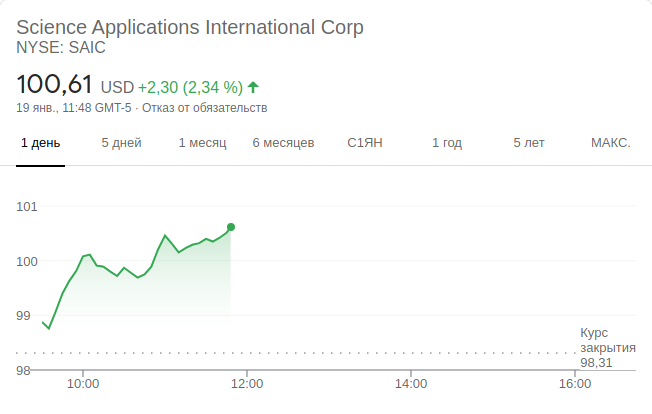 Science Applications International Corp
NYSE: SAIC
100,61 USD +2,30 (2,34 %)
19 янв., 11:48 GMT-5 · Отказ от обязательств
1 день 5 дней 1 месяц 6 месяцев С1ЯН 1 год 5 лет МАКС.
101
100
99
98
Курс
закрытия
98,31
10:00 12:00 14:00 16:00